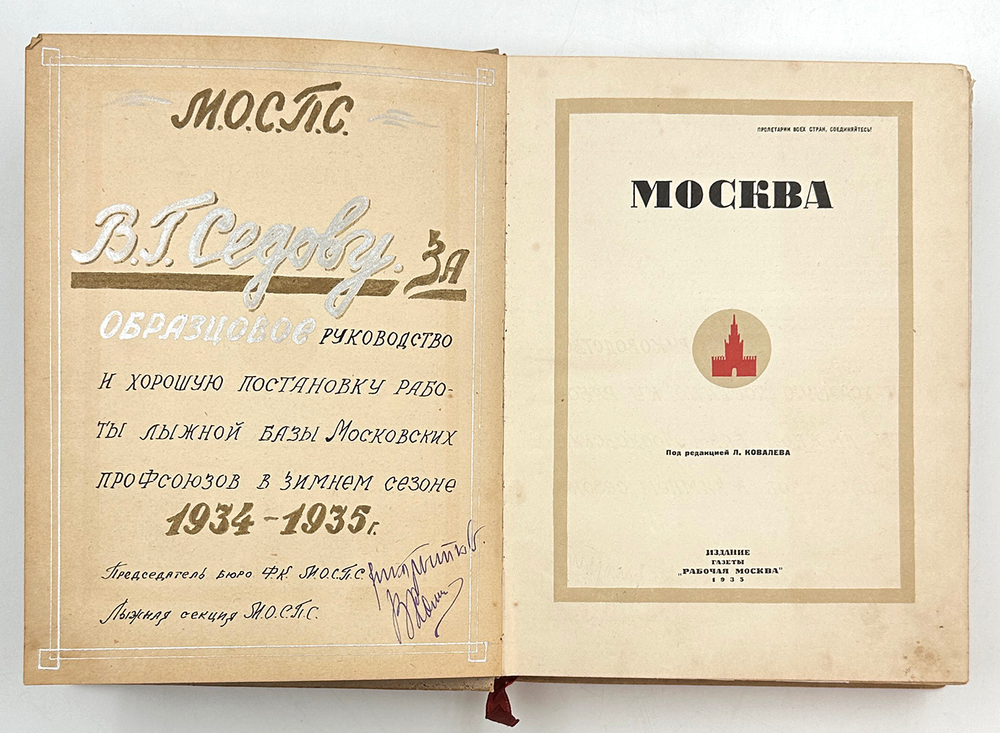 М.О.С.П.С.
В.Г. Седову. За
ОБРАЗЦОВОЕ РУКОВОДСТВО
И ХОРОШУЮ ПОСТАНОВКУ РАБО-
ТЫ ЛЫЖНОЙ БАЗЫ МОСКОВСКИХ
ПРОФСОЮЗОВ В ЗИМНЕМ СЕЗОНЕ
1934-1935 г.
Председатель бюро ФК М.О.С.П.С.
Лыжная секция М.О.С.П.С.
ПРОЛЕТАРИИ ВСЕХ СТРАН, СОЕДИНЯЙТЕСЬ!
МОСКВА
Под редакцией Л. КОВАЛЕВА
ИЗДАНИЕ
ГАЗЕТЫ
„РАБОЧАЯ МОСКВА"
1935